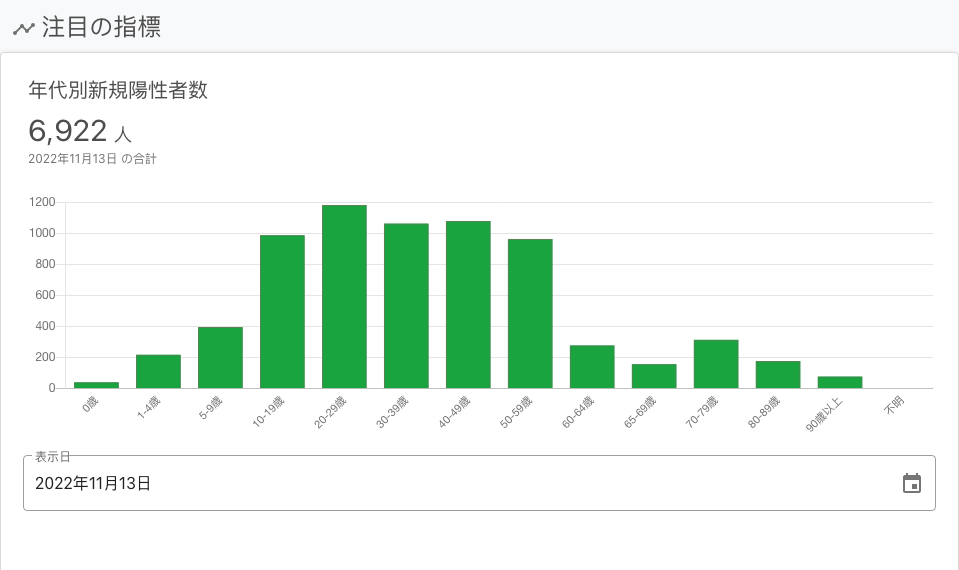 注目の指標
年代別新規陽性者数
6,922 人
2022年11月13日 の合計
1200
1000
800
600
400
200
0
0歳
1-4歳
5-9歳
10-19歳
20-29歳
30-39歳
40-49歳
50-59歳
60-64歳
65-69歳
70-79歳
80-89歳
90歳以上
不明
表示日
2022年11月13日